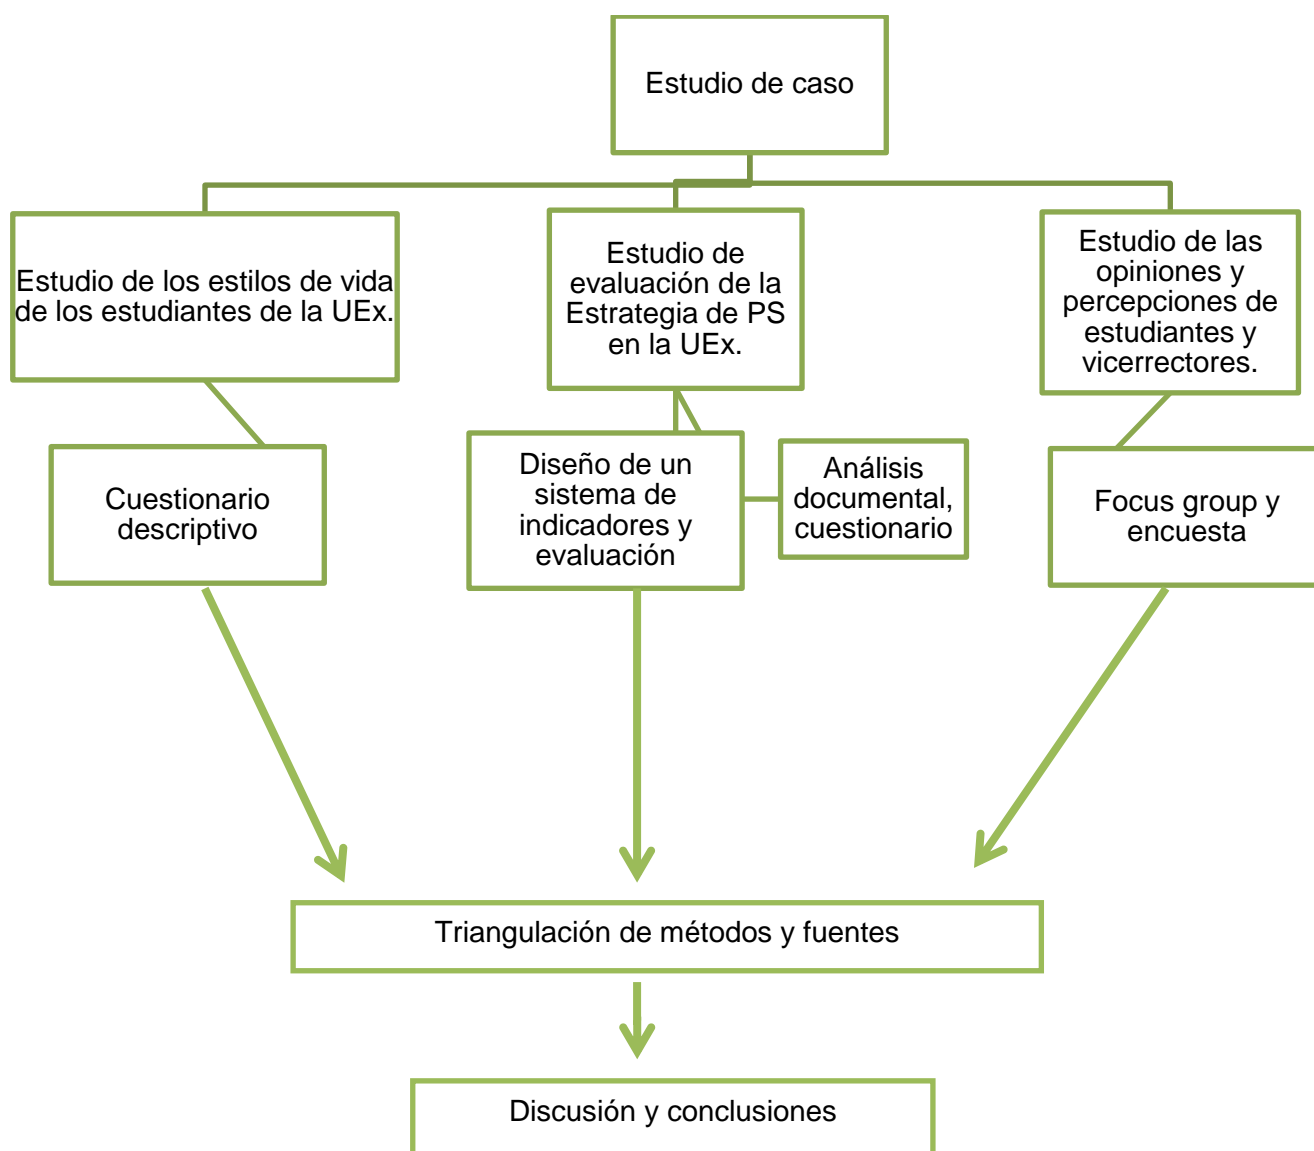 Estudio de caso
Estudio de los estilos de vida
de los estudiantes de la UEx.
Estudio de
evaluación de la
Estrategia de PS
en la UEx.
Estudio de las
opiniones y
percepciones de
estudiantes y
vicerrectores.
Cuestionario
descriptivo
Diseño de un
sistema de
indicadores y
evaluación
Análisis
documental,
cuestionario
Focus group y
encuesta
Triangulación de métodos y fuentes
Discusión y conclusiones